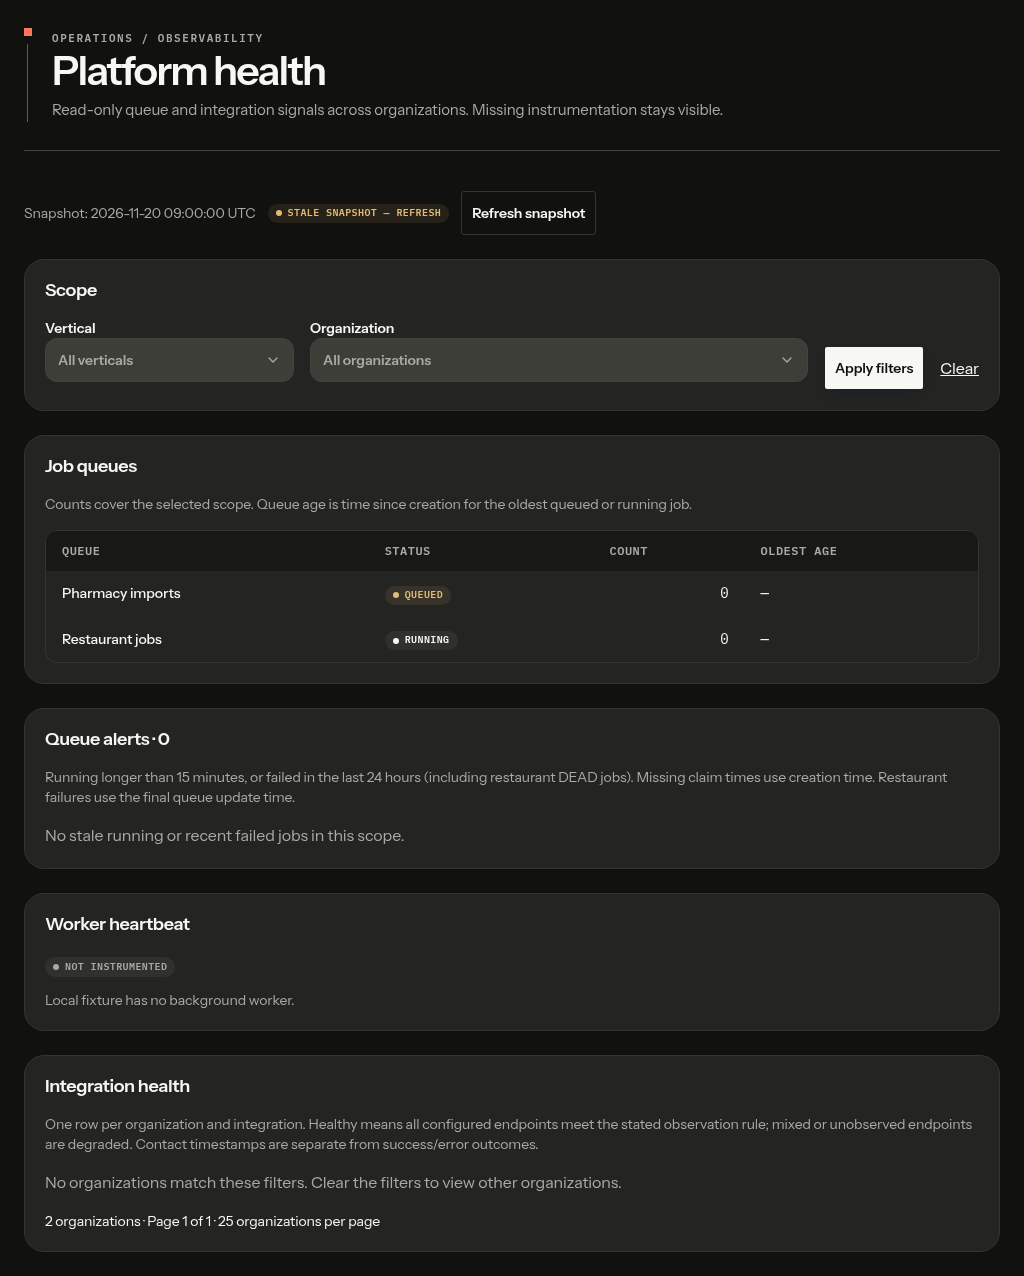 OPERATIONS / OBSERVABILITY
Platform health
Read-only queue and integration signals across organizations. Missing instrumentation stays visible.
Snapshot: 2026-11-20 09:00:00 UTC
STALE SNAPSHOT — REFRESH
Refresh snapshot
Scope
Vertical
Organization
All verticals
All organizations
Apply filters
Clear
Job queues
Counts cover the selected scope. Queue age is time since creation for the oldest queued or running job.
QUEUE STATUS COUNT OLDEST AGE
Pharmacy imports QUEUED 0 —
Restaurant jobs RUNNING 0 —
Queue alerts · 0
Running longer than 15 minutes, or failed in the last 24 hours (including restaurant DEAD jobs). Missing claim times use creation time. Restaurant
failures use the final queue update time.
No stale running or recent failed jobs in this scope.
Worker heartbeat
NOT INSTRUMENTED
Local fixture has no background worker.
Integration health
One row per organization and integration. Healthy means all configured endpoints meet the stated observation rule; mixed or unobserved endpoints
are degraded. Contact timestamps are separate from success/error outcomes.
No organizations match these filters. Clear the filters to view other organizations.
2 organizations · Page 1 of 1 · 25 organizations per page